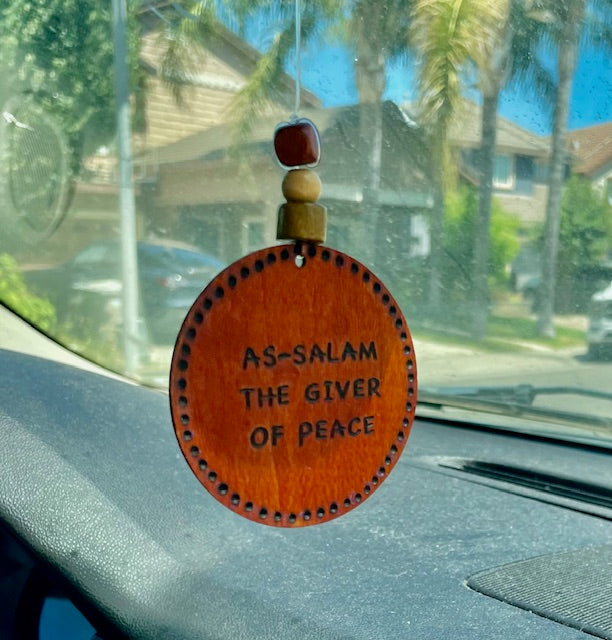 AS-SALAM
THE GIVER
OF PEACE